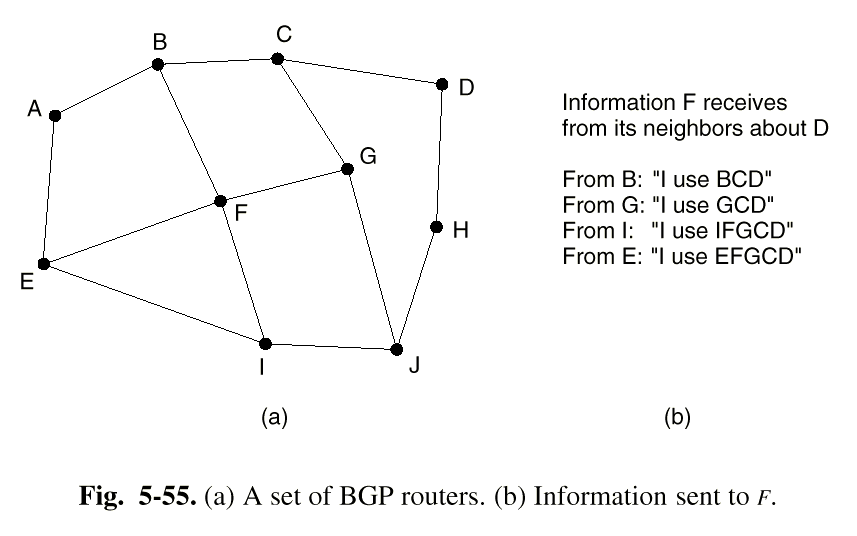 B
C
A
D
G
F
H
E
I
J
(a)
Information F receives
from its neighbors about D
From B: "I use BCD"
From G: "I use GCD"
From I: "I use IFGCD"
From E: "I use EFGCD"
(b)
Fig. 5-55. (a) A set of BGP routers. (b) Information sent to F.